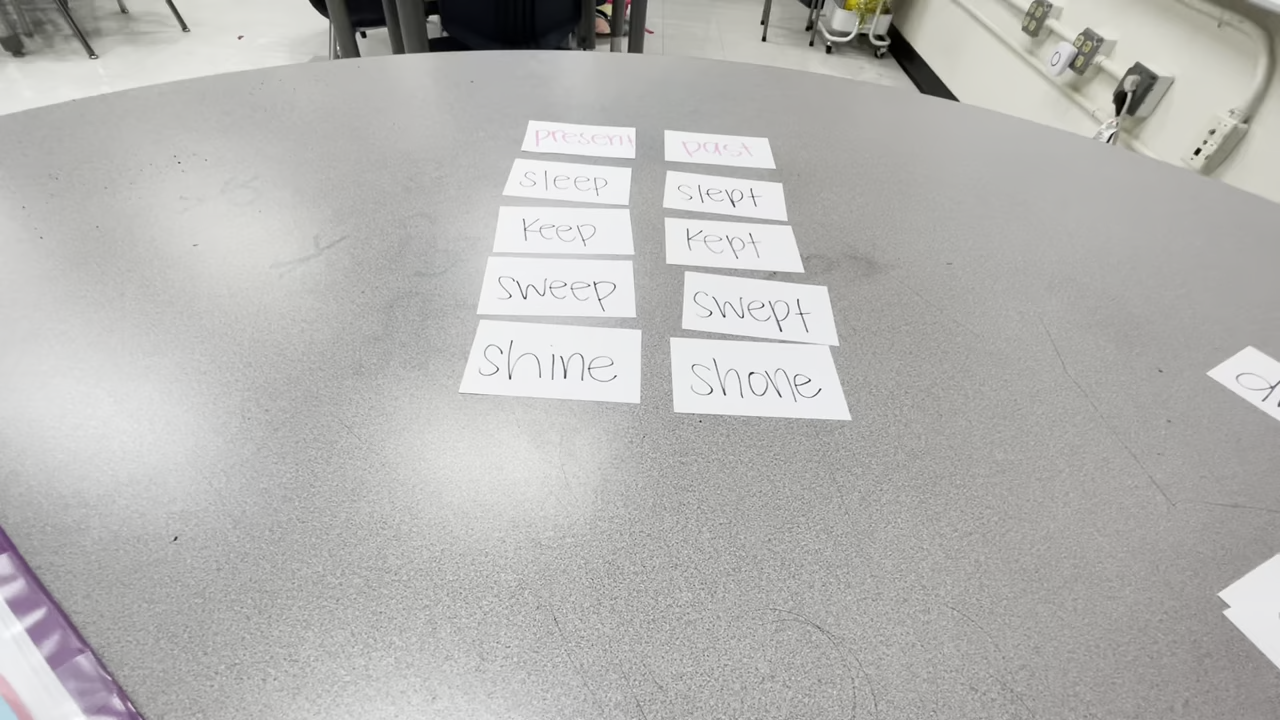 present past
sleep slept
keep kept
sweep swept
shine shone